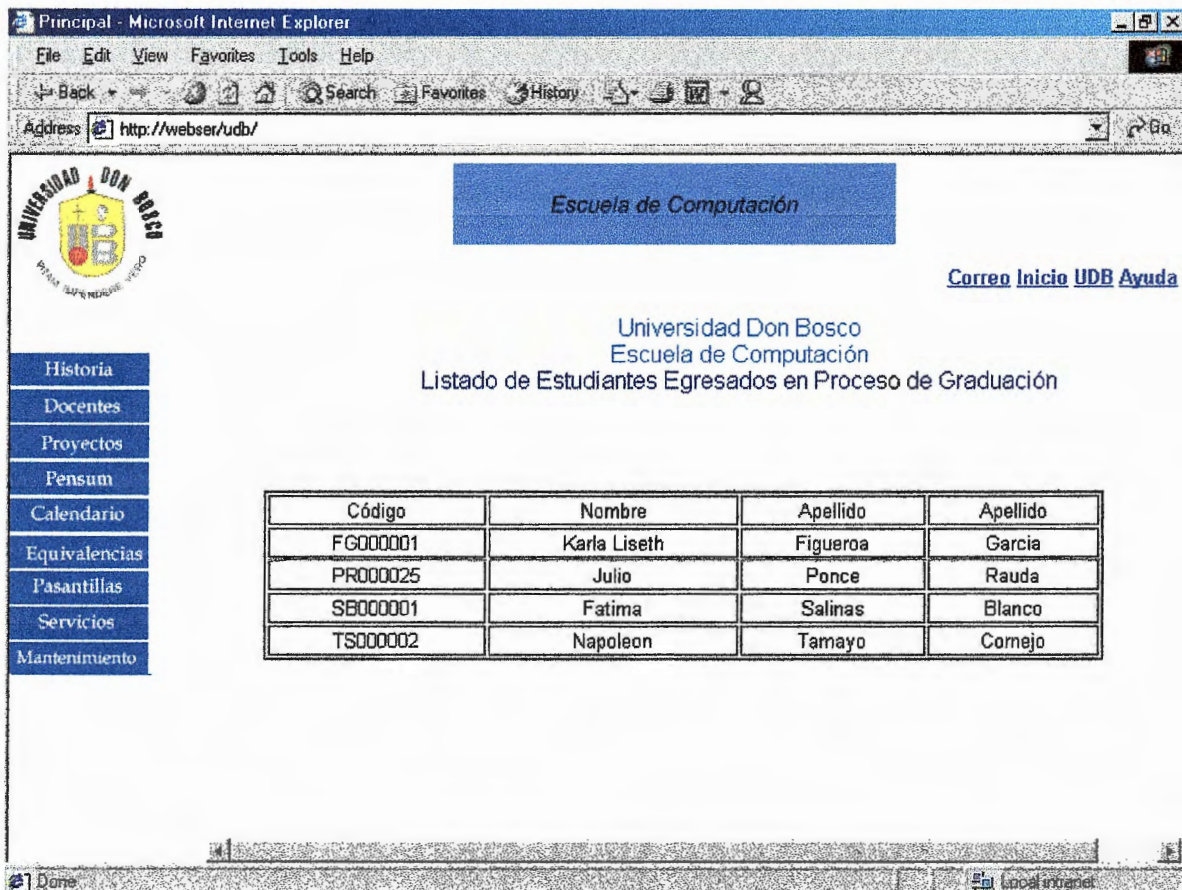 Principal - Microsoft Internet Explorer
File Edit View Favorites Tools Help
Back Search Favorites History
Address http://webser/udb/ Go
UNIVERSIDAD DON BOSCO
Escuela de Computación
Correo Inicio UDB Ayuda
Universidad Don Bosco
Escuela de Computación
Listado de Estudiantes Egresados en Proceso de Graduación
Historia
Docentes
Proyectos
Pensum
Calendario
Equivalencias
Pasantillas
Servicios
Mantenimiento
Código Nombre Apellido Apellido
FG000001 Karla Liseth Figueroa Garcia
PR000025 Julio Ponce Rauda
SB000001 Fatima Salinas Blanco
TS000002 Napoleon Tamayo Cornejo
Done Local intranet